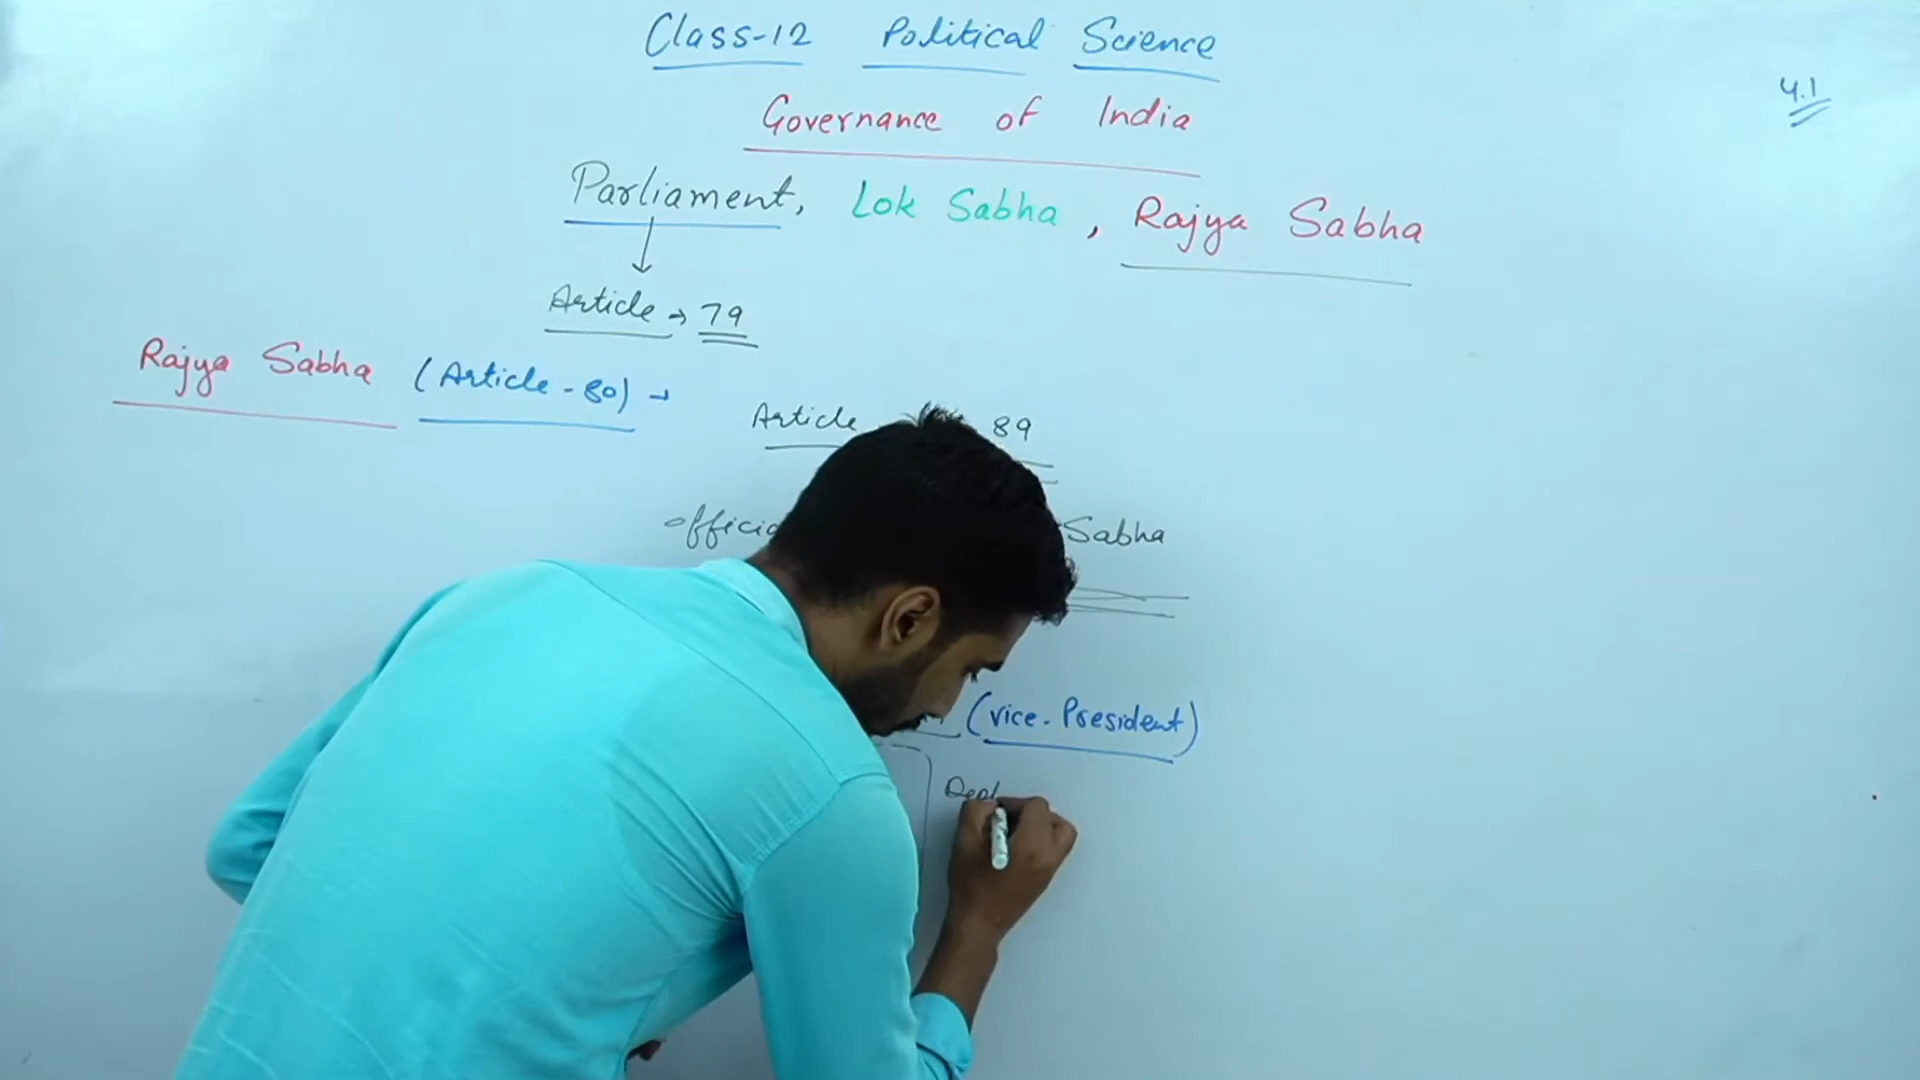 Class-12 Political Science
4.1
Governance of India
Parliament, Lok Sabha, Rajya Sabha
Article → 79
Rajya Sabha (Article-80) →
Article 89
Sabha
(Vice-President)